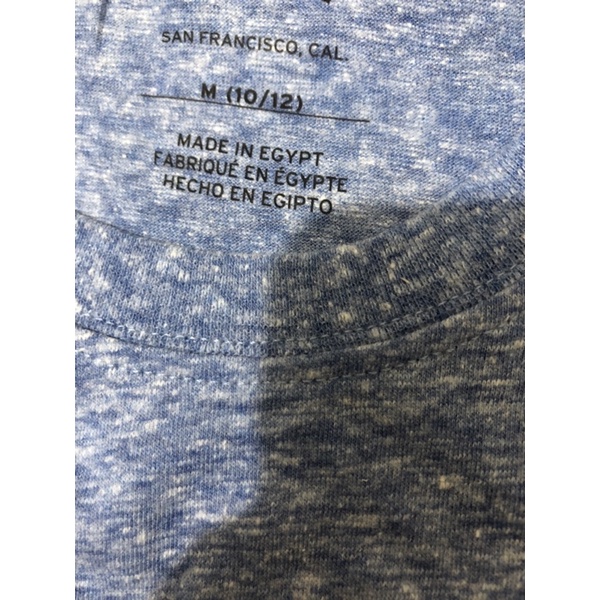 SAN FRANCISCO, CAL.
M (10/12)
MADE IN EGYPT
FABRIQUÉ EN ÉGYPTE
HECHO EN EGIPTO